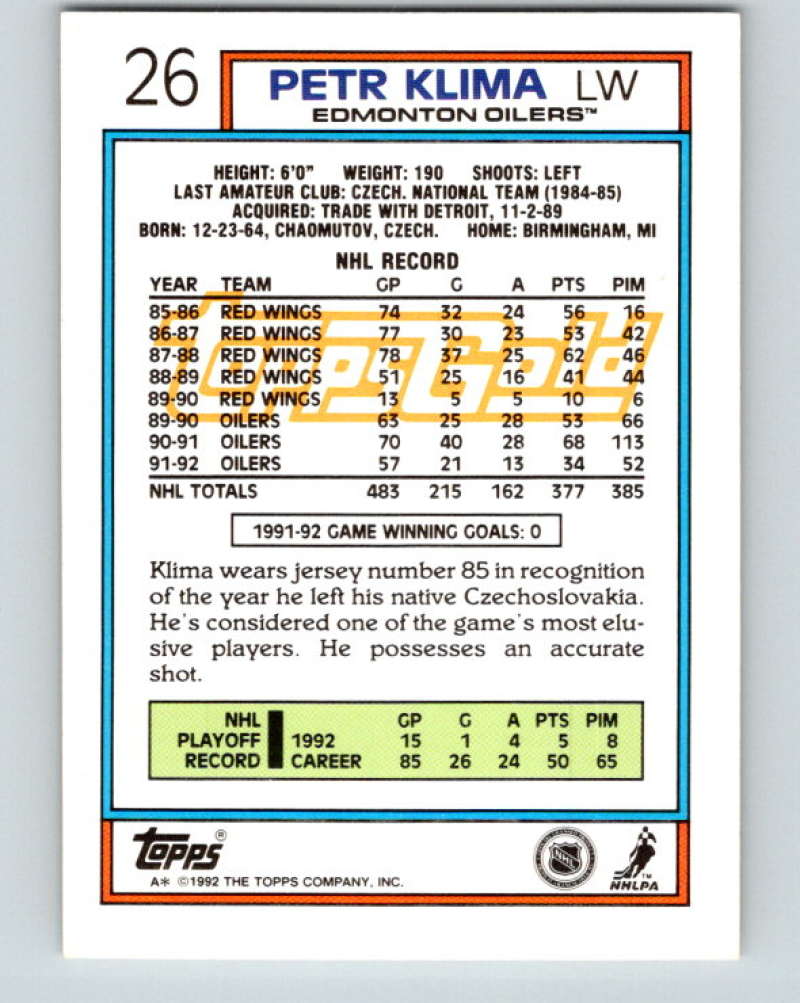 26
PETR KLIMA LW
EDMONTON OILERS™
HEIGHT: 6'0" WEIGHT: 190 SHOOTS: LEFT
LAST AMATEUR CLUB: CZECH. NATIONAL TEAM (1984-85)
ACQUIRED: TRADE WITH DETROIT, 11-2-89
BORN: 12-23-64, CHAOMUTOV, CZECH. HOME: BIRMINGHAM, MI
NHL RECORD
YEAR TEAM GP G A PTS PIM
85-86 RED WINGS 74 32 24 56 16
86-87 RED WINGS 77 30 23 53 42
87-88 RED WINGS 78 37 25 62 46
88-89 RED WINGS 51 25 16 41 44
89-90 RED WINGS 13 5 5 10 6
89-90 OILERS 63 25 28 53 66
90-91 OILERS 70 40 28 68 113
91-92 OILERS 57 21 13 34 52
NHL TOTALS 483 215 162 377 385
ToppsGold
1991-92 GAME WINNING GOALS: 0
Klima wears jersey number 85 in recognition
of the year he left his native Czechoslovakia.
He's considered one of the game's most elu-
sive players. He possesses an accurate
shot.
NHL GP G A PTS PIM
PLAYOFF 1992 15 1 4 5 8
RECORD CAREER 85 26 24 50 65
TOPPS®
A* ©1992 THE TOPPS COMPANY, INC.
NHL
™
NHLPA